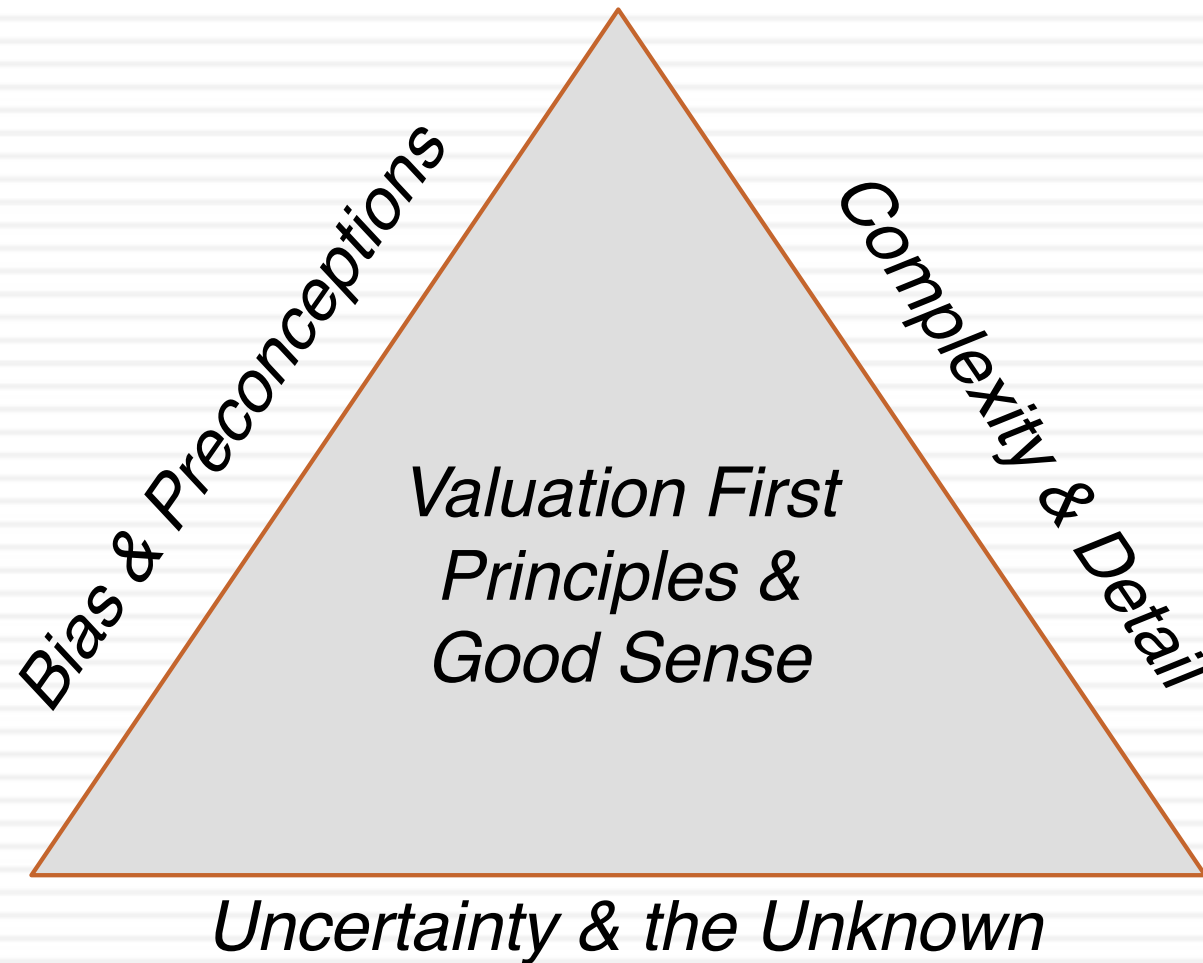 Bias & Preconceptions
Complexity & Detail
Valuation First
Principles &
Good Sense
Uncertainty & the Unknown